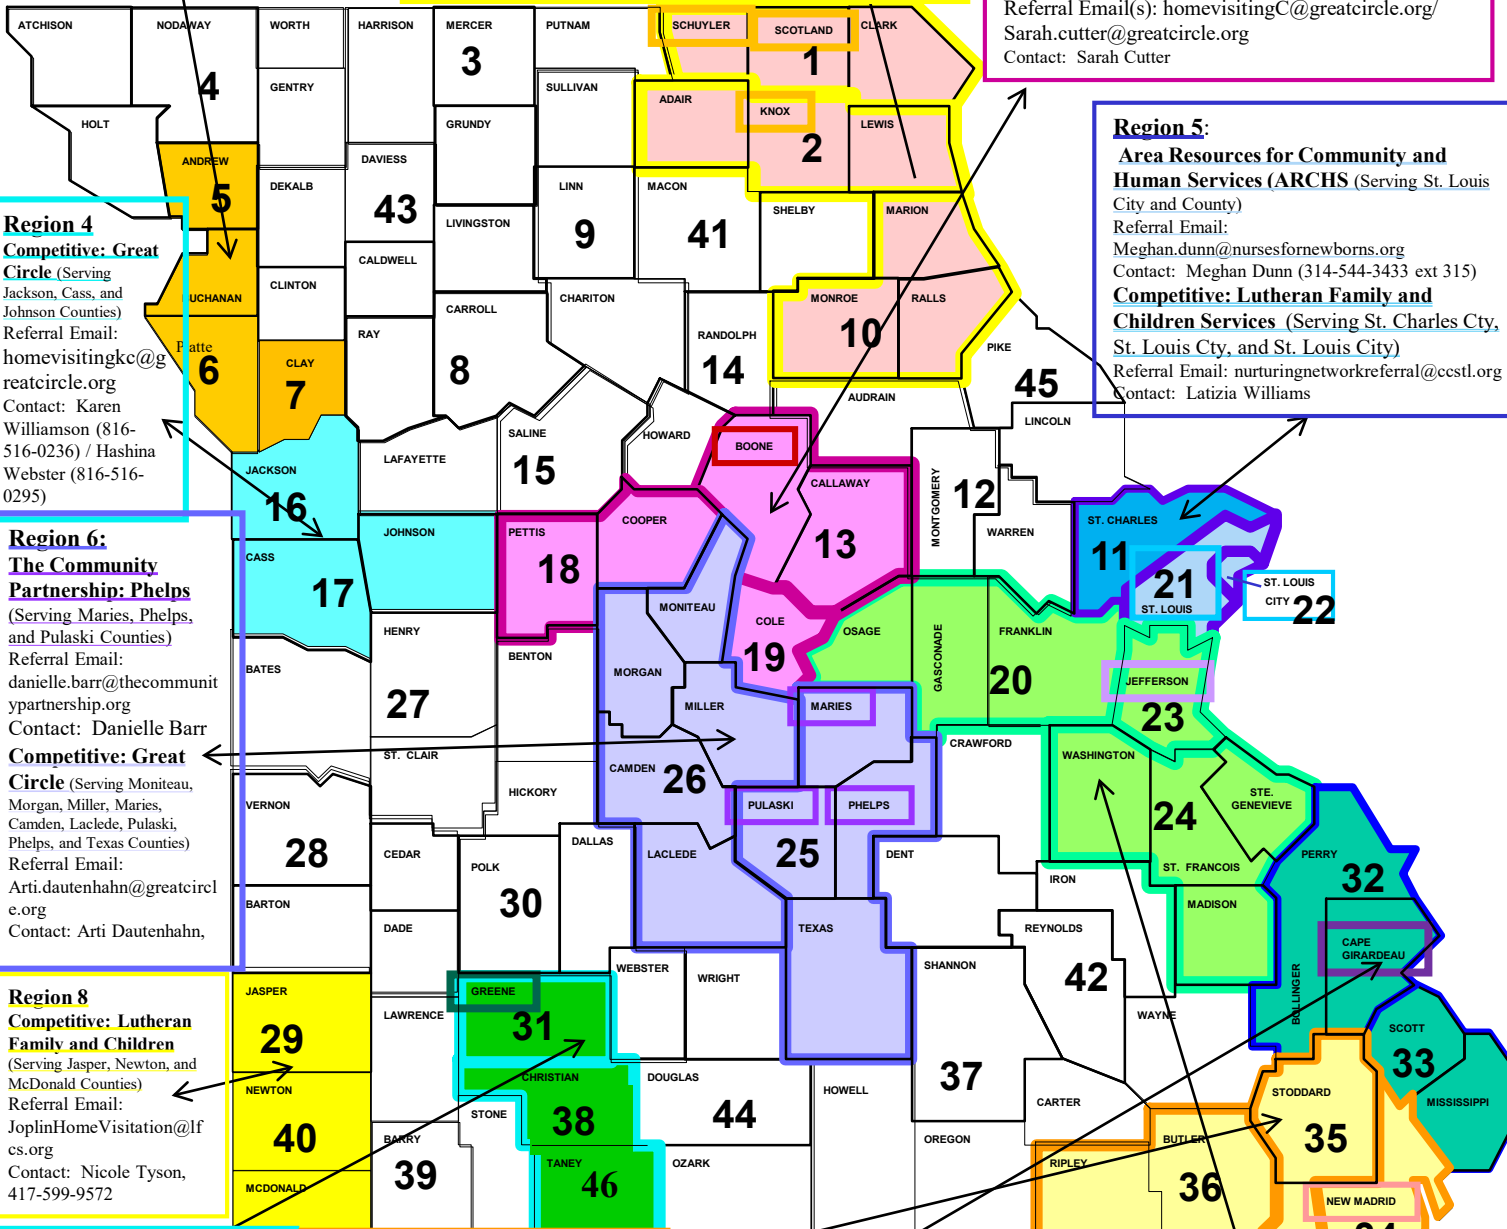 Referral Email(s): homevisitingC@greatcircle.org/
Sarah.cutter@greatcircle.org
Contact: Sarah Cutter
Region 5:
Area Resources for Community and
Human Services (ARCHS (Serving St. Louis
City and County)
Referral Email:
Meghan.dunn@nursesfornewborns.org
Contact: Meghan Dunn (314-544-3433 ext 315)
Competitive: Lutheran Family and
Children Services (Serving St. Charles Cty,
St. Louis Cty, and St. Louis City)
Referral Email: nurturingnetworkreferral@ccstl.org
Contact: Latizia Williams
Region 4
Competitive: Great
Circle (Serving
Jackson, Cass, and
Johnson Counties)
Referral Email:
homevisitingkc@g
reatcircle.org
Contact: Karen
Williamson (816-
516-0236) / Hashina
Webster (816-516-
0295)
Region 6:
The Community
Partnership: Phelps
(Serving Maries, Phelps,
and Pulaski Counties)
Referral Email:
danielle.barr@thecommunit
ypartnership.org
Contact: Danielle Barr
Competitive: Great
Circle (Serving Moniteau,
Morgan, Miller, Maries,
Camden, Laclede, Pulaski,
Phelps, and Texas Counties)
Referral Email:
Arti.dautenhahn@greatcircl
e.org
Contact: Arti Dautenhahn,
Region 8
Competitive: Lutheran
Family and Children
(Serving Jasper, Newton, and
McDonald Counties)
Referral Email:
JoplinHomeVisitation@lf
cs.org
Contact: Nicole Tyson,
417-599-9572
ATCHISON
NODAWAY
WORTH
HARRISON
MERCER
PUTNAM
SCHUYLER
SCOTLAND
CLARK
3
1
4
GENTRY
SULLIVAN
ADAIR
KNOX
LEWIS
HOLT
GRUNDY
2
ANDREW
DAVIESS
5
DEKALB
43
LINN
MACON
SHELBY
MARION
LIVINGSTON
9
41
CALDWELL
BUCHANAN
CLINTON
CARROLL
CHARITON
MONROE
RALLS
RAY
RANDOLPH
10
PIKE
Platte
6
CLAY
7
8
14
45
AUDRAIN
LINCOLN
SALINE
HOWARD
BOONE
LAFAYETTE
JACKSON
15
CALLAWAY
MONTGOMERY
12
16
COOPER
ST. CHARLES
JOHNSON
PETTIS
WARREN
13
11
CASS
18
21
ST. LOUIS
CITY
22
17
MONITEAU
ST. LOUIS
COLE
OSAGE
GASCONADE
FRANKLIN
HENRY
BENTON
19
BATES
MORGAN
20
JEFFERSON
27
MILLER
MARIES
23
CRAWFORD
ST. CLAIR
CAMDEN
26
WASHINGTON
HICKORY
PULASKI
PHELPS
STE.
GENEVIEVE
VERNON
24
28
CEDAR
DALLAS
LACLEDE
25
DENT
PERRY
POLK
ST. FRANCOIS
32
IRON
BARTON
30
MADISON
DADE
TEXAS
REYNOLDS
CAPE
GIRARDEAU
WEBSTER
WRIGHT
SHANNON
42
JASPER
GREENE
BOLLINGER
LAWRENCE
31
WAYNE
SCOTT
29
33
CHRISTIAN
DOUGLAS
37
NEWTON
HOWELL
STODDARD
CARTER
MISSISSIPPI
STONE
38
44
40
BARRY
OREGON
BUTLER
35
39
TANEY
OZARK
RIPLEY
46
36
MCDONALD
NEW MADRID